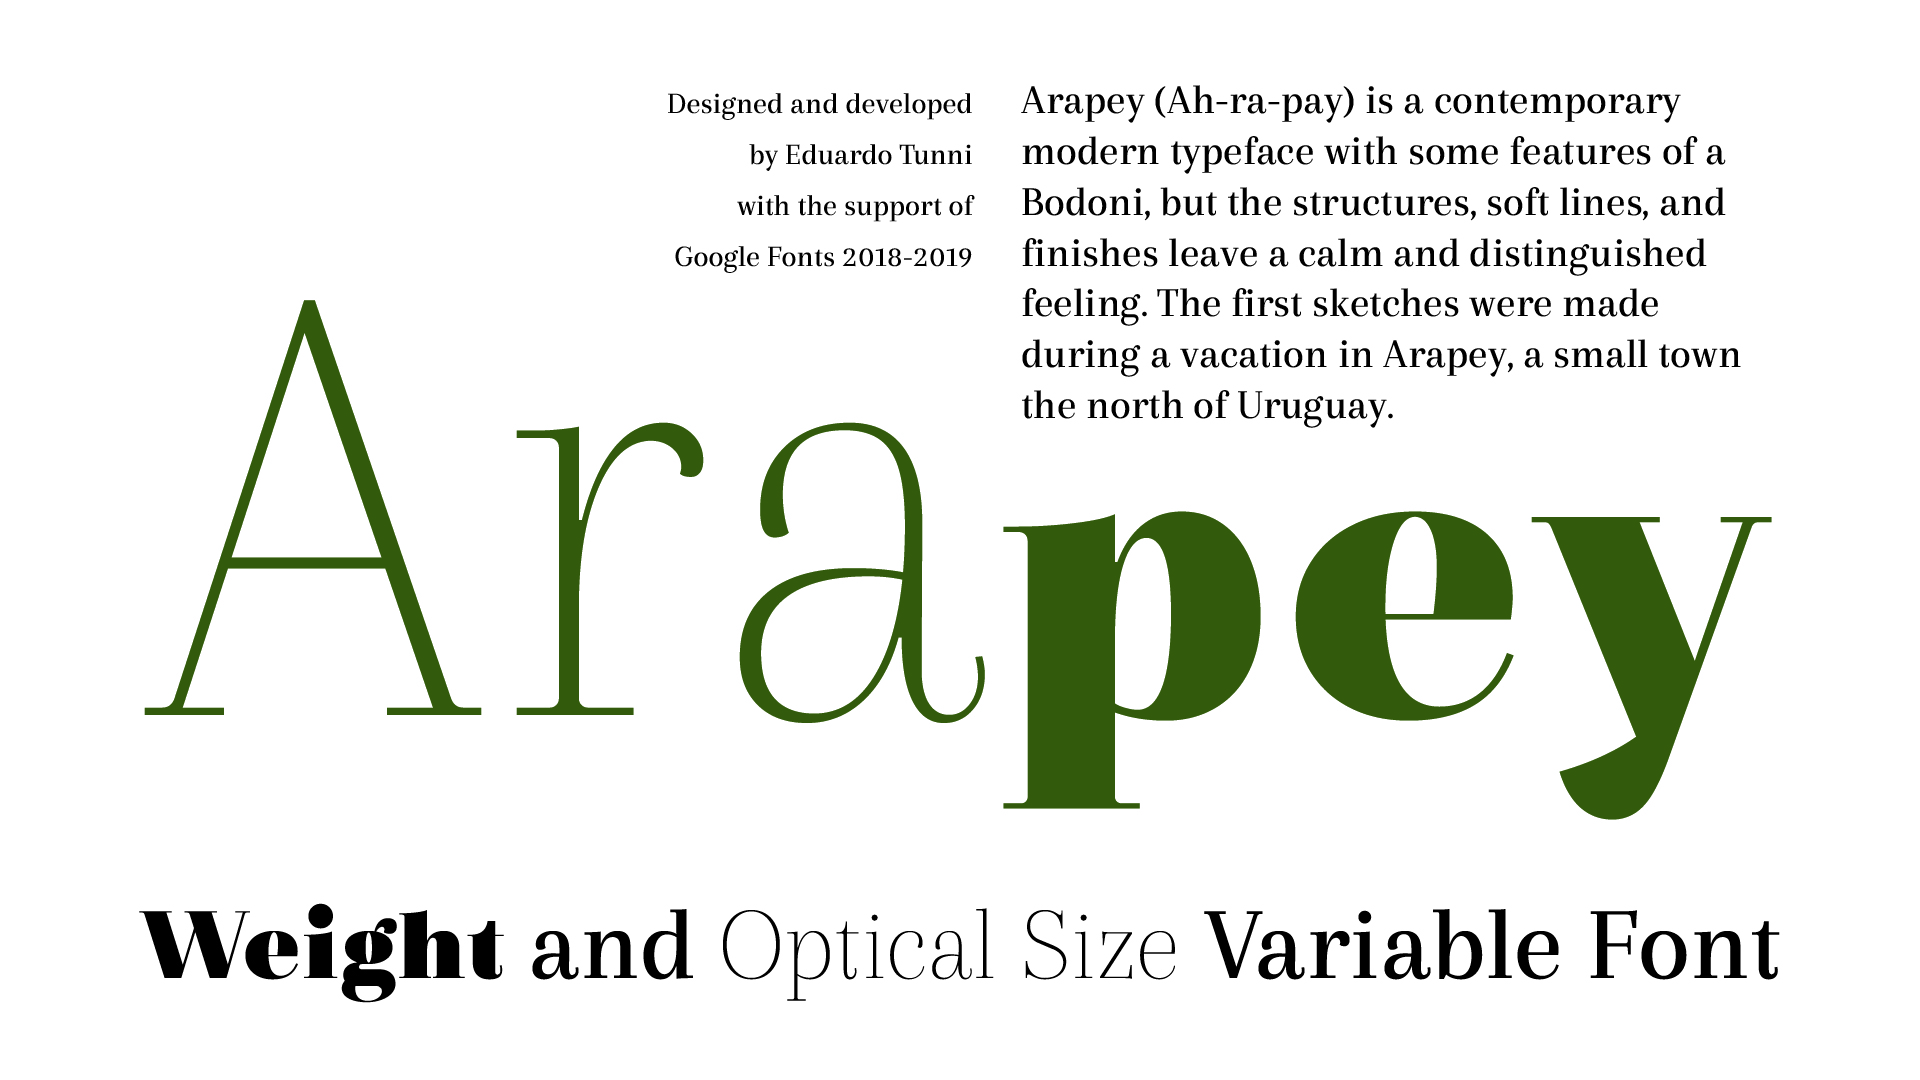 Designed and developed
by Eduardo Tunni
with the support of
Google Fonts 2018-2019
Arapey (Ah-ra-pay) is a contemporary
modern typeface with some features of a
Bodoni, but the structures, soft lines, and
finishes leave a calm and distinguished
feeling. The first sketches were made
during a vacation in Arapey, a small town
the north of Uruguay.
Arapey
Weight and Optical Size Variable Font